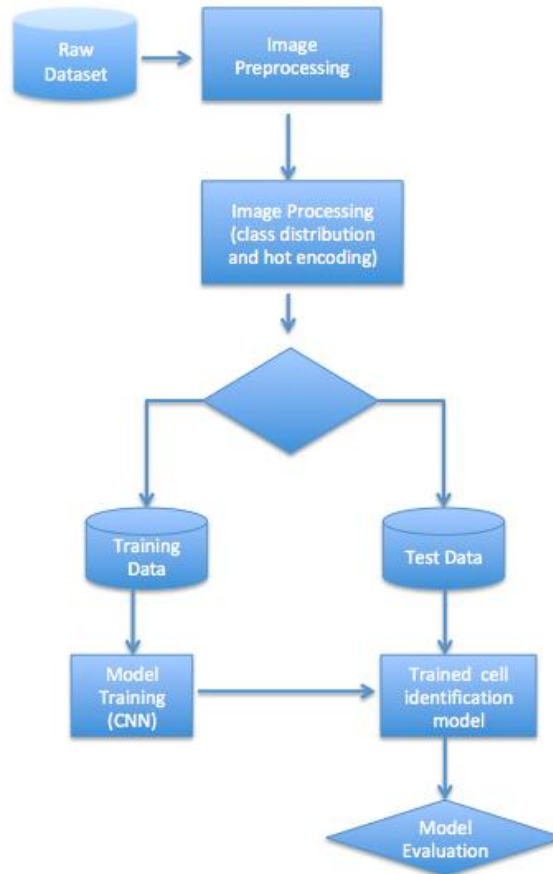 Raw
Dataset
Image
Preprocessing
Image Processing
(class distribution
and hot encoding)
Training
Data
Test Data
Model
Training
(CNN)
Trained cell
identification
model
Model
Evaluation